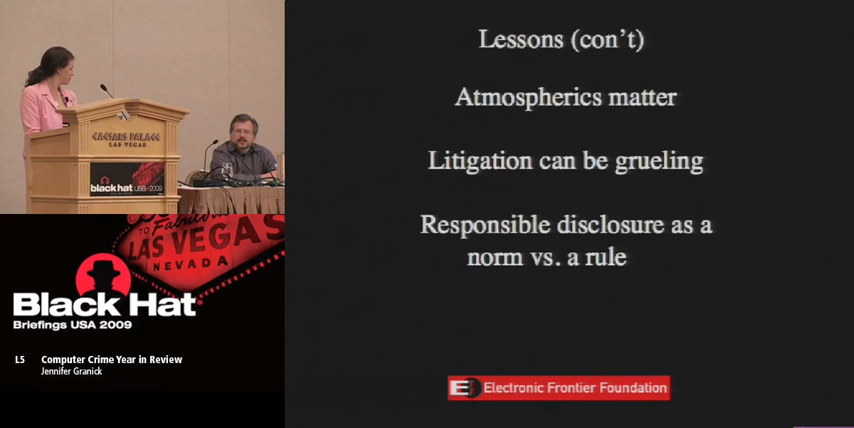 Lessons (con't)
Atmospherics matter
Litigation can be grueling
Responsible disclosure as a
norm vs. a rule
Electronic Frontier Foundation
CAESARS PALACE
LAS VEGAS
black hat USA / 2009
TO Fabulous
LAS VEGAS
NEVADA
Black Hat
Briefings USA 2009
L5 Computer Crime Year in Review
Jennifer Granick